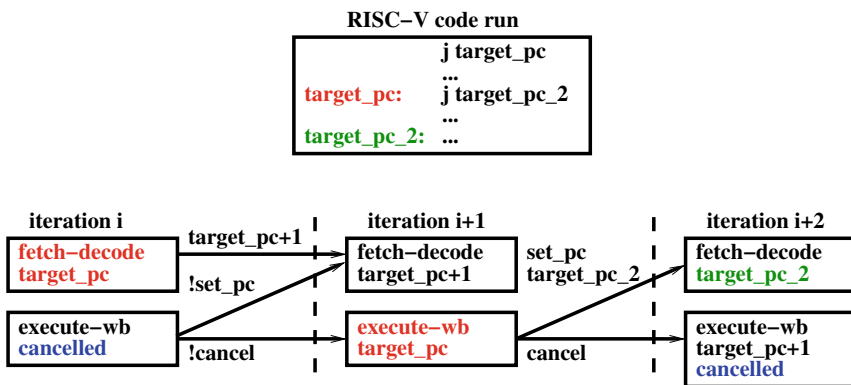 RISC-V code run
j target_pc
...
target_pc: j target_pc_2
...
target_pc_2: ...
iteration i
iteration i+1
iteration i+2
fetch-decode
target_pc
target_pc+1
!set_pc
fetch-decode
target_pc+1
set_pc
target_pc_2
fetch-decode
target_pc_2
execute-wb
cancelled
!cancel
execute-wb
target_pc
cancel
execute-wb
target_pc+1
cancelled